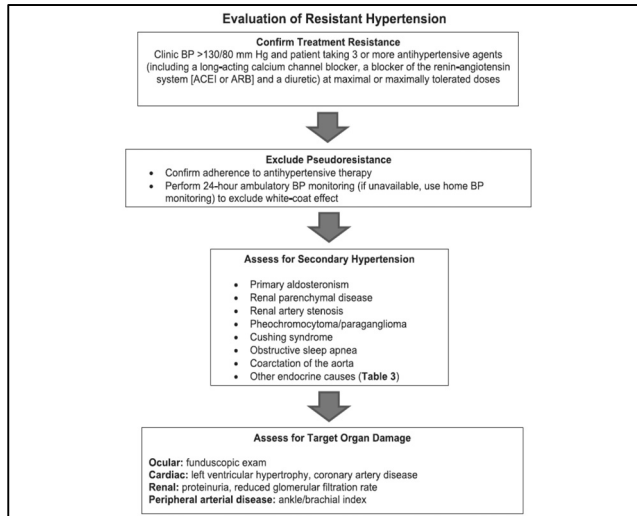 Evaluation of Resistant Hypertension
Confirm Treatment Resistance
Clinic BP >130/80 mm Hg and patient taking 3 or more antihypertensive agents
(including a long-acting calcium channel blocker, a blocker of the renin-angiotensin
system [ACEI or ARB] and a diuretic) at maximal or maximally tolerated doses
Exclude Pseudoresistance
• Confirm adherence to antihypertensive therapy
• Perform 24-hour ambulatory BP monitoring (if unavailable, use home BP
monitoring) to exclude white-coat effect
Assess for Secondary Hypertension
• Primary aldosteronism
• Renal parenchymal disease
• Renal artery stenosis
• Pheochromocytoma/paraganglioma
• Cushing syndrome
• Obstructive sleep apnea
• Coarctation of the aorta
• Other endocrine causes (Table 3)
Assess for Target Organ Damage
Ocular: funduscopic exam
Cardiac: left ventricular hypertrophy, coronary artery disease
Renal: proteinuria, reduced glomerular filtration rate
Peripheral arterial disease: ankle/brachial index